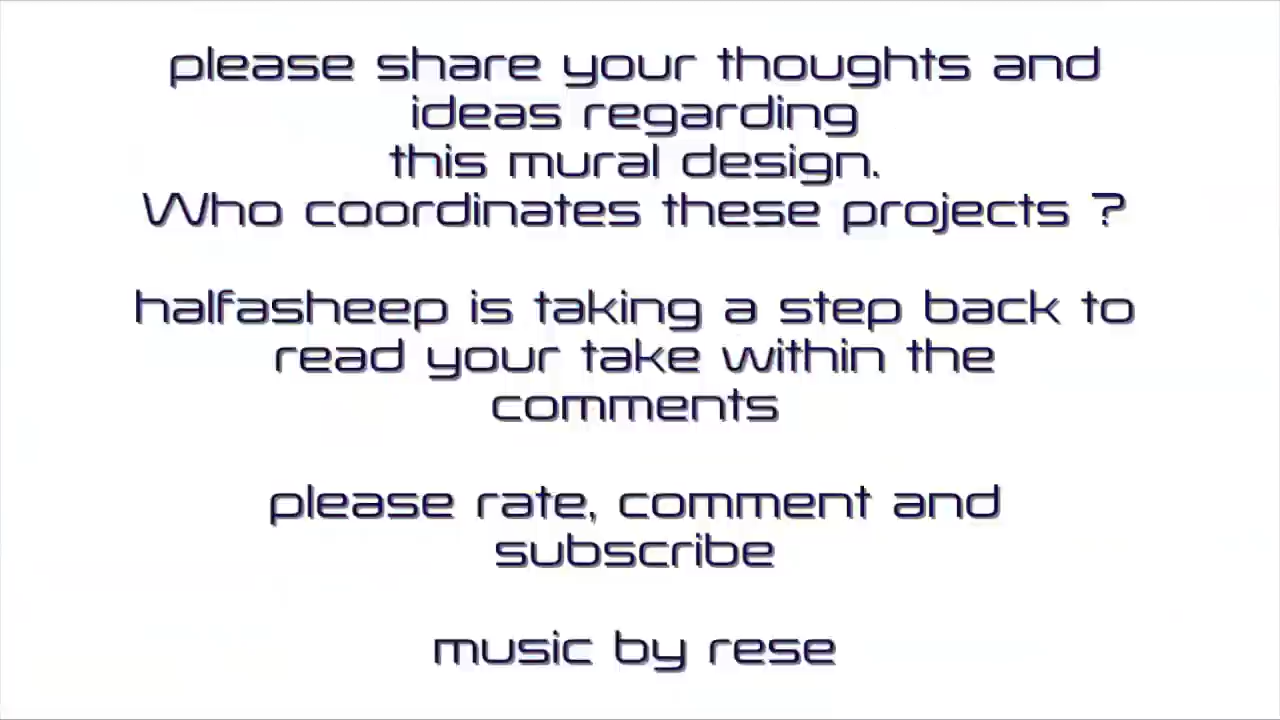 please share your thoughts and
ideas regarding
this mural design.
Who coordinates these projects ?
halfasheep is taking a step back to
read your take within the
comments
please rate, comment and
subscribe
music by rese